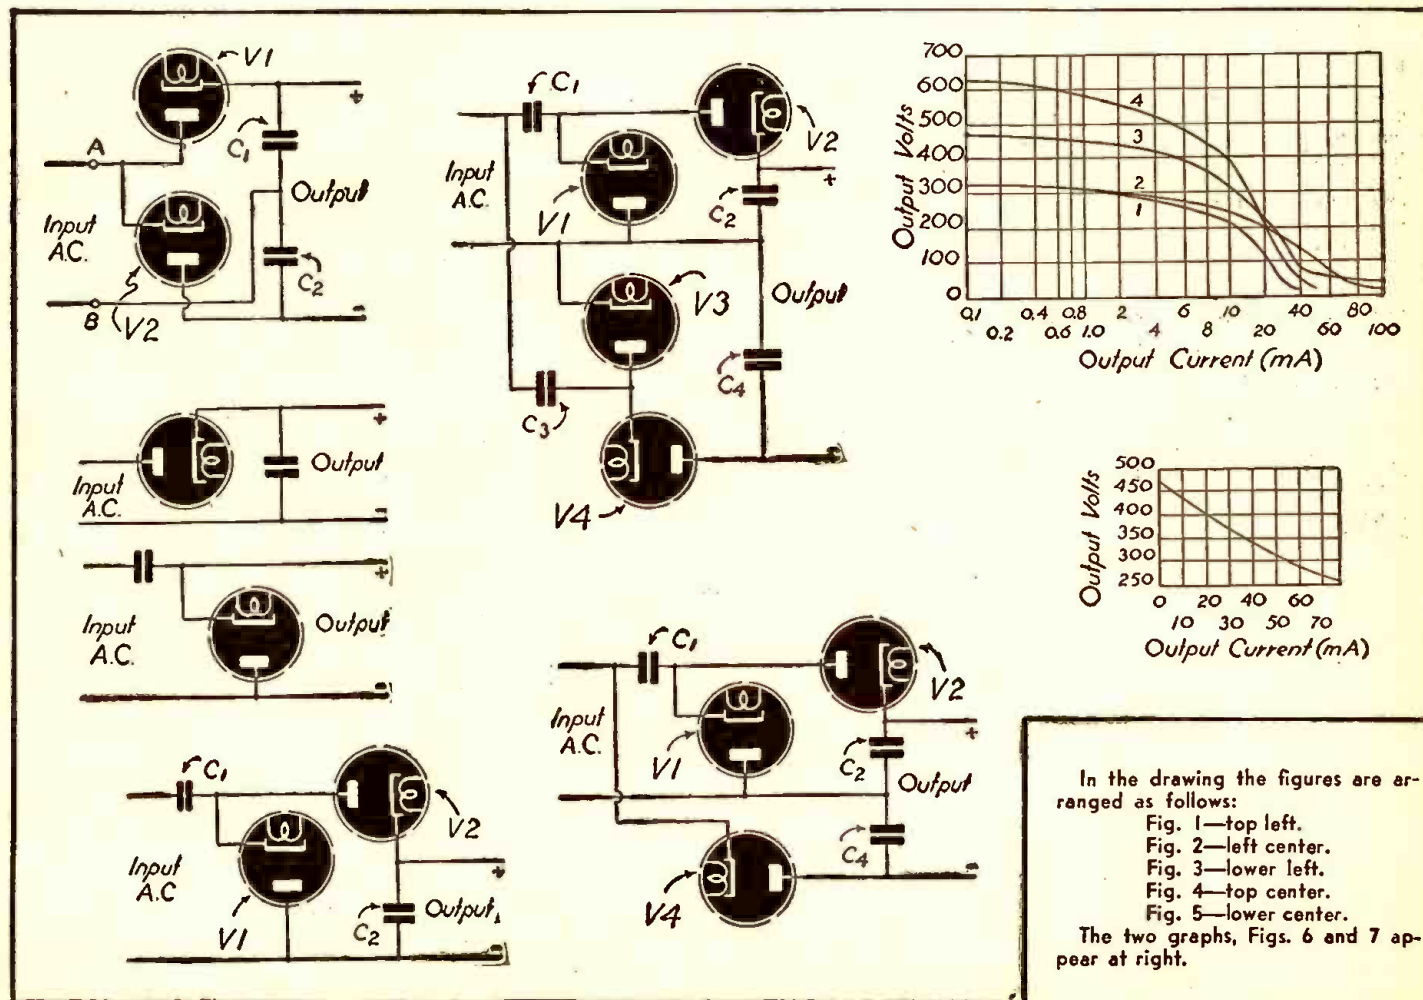 V1
+
A
C1
Output
Input
A.C.
C2
B
V2
-
+
Output
Input
A.C.
-
+
Input
A.C.
Output
-
C1
V2
Input
A.C
+
V1
C2
Output
-
C1
V2
Input
A.C.
+
V1
C2
V3
Output
C3
C4
V4
C1
V2
Input
A.C.
+
V1
C2
Output
C4
-
V4
700
600
500
400
300
200
100
0
Output Volts
4
3
2
1
0,1 0.4 0.8 2 6 10 40 80
0.2 0.6 1.0 4 8 20 60 100
Output Current (mA)
500
450
400
350
300
250
Output Volts
0 20 40 60
10 30 50 70
Output Current (mA)
In the drawing the figures are ar-
ranged as follows:
Fig. 1—top left.
Fig. 2—left center.
Fig. 3—lower left.
Fig. 4—top center.
Fig. 5—lower center.
The two graphs, Figs. 6 and 7 ap-
pear at right.